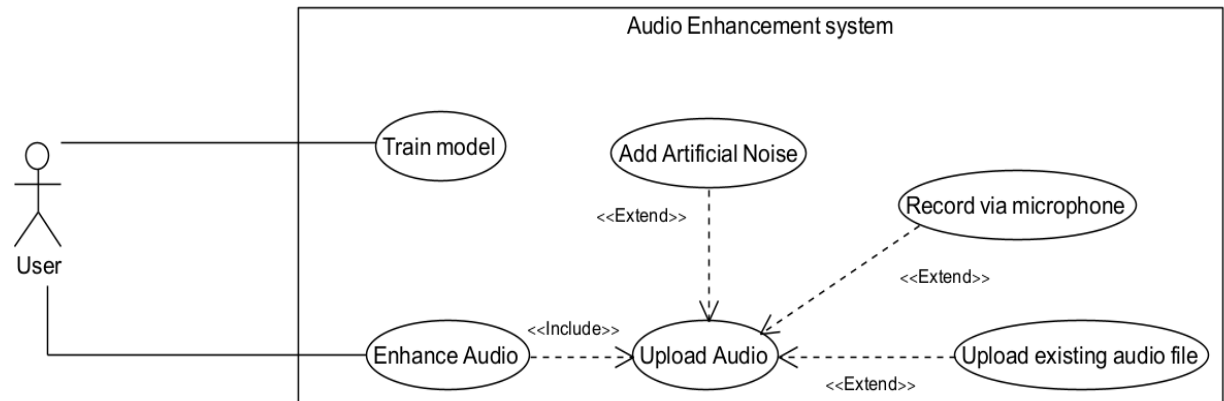 Audio Enhancement system
Train model
Add Artificial Noise
Record via microphone
<<Extend>>
User
<<Extend>>
<<Include>>
Enhance Audio
Upload Audio
Upload existing audio file
<<Extend>>